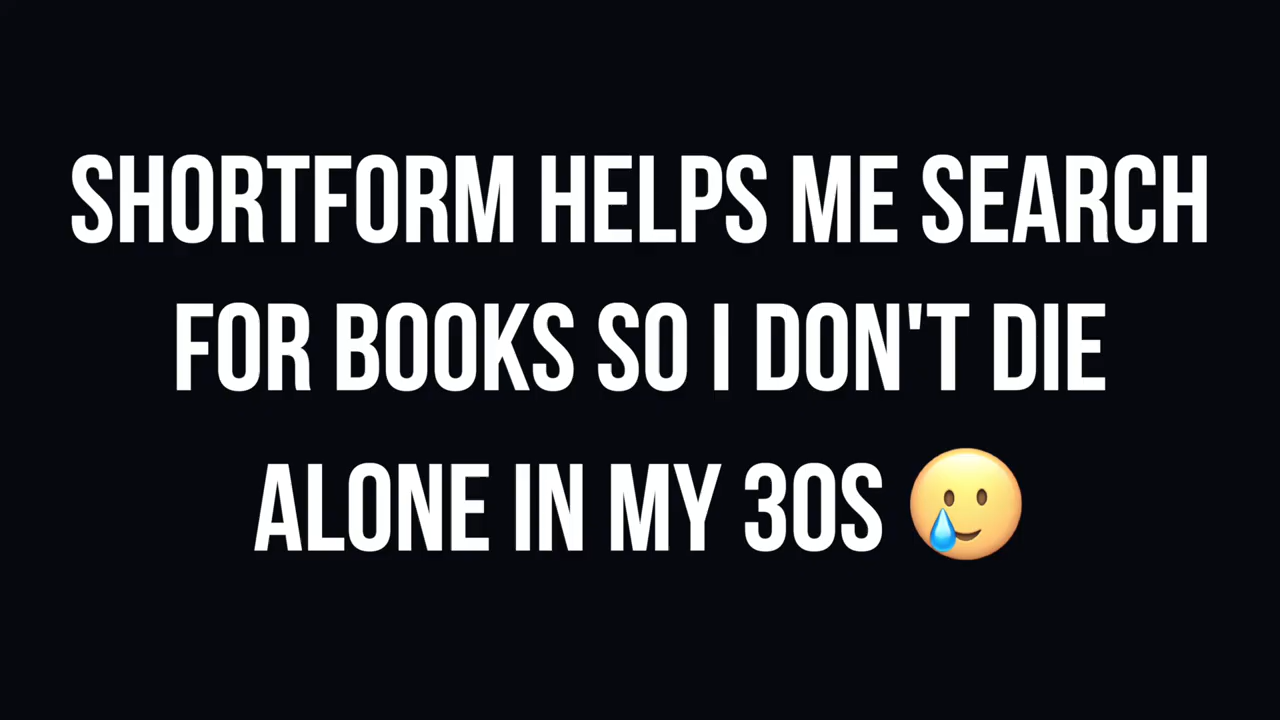 SHORTFORM HELPS ME SEARCH
FOR BOOKS SO I DON'T DIE
ALONE IN MY 30S 🥲